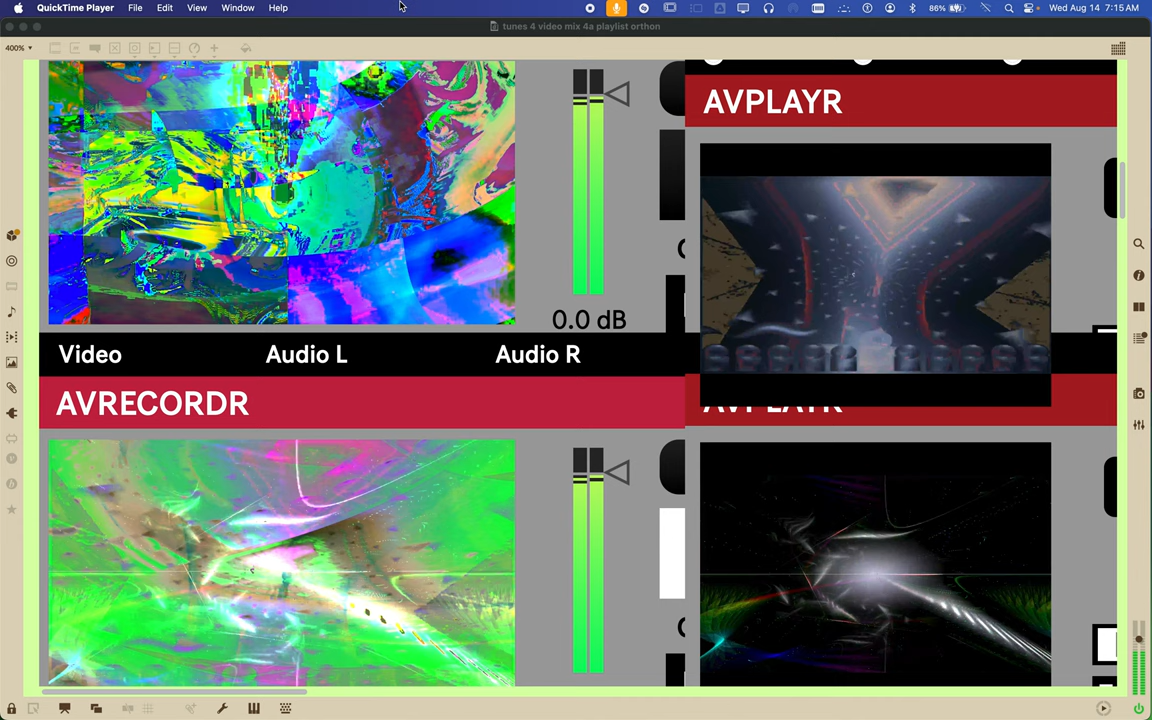 QuickTime Player File Edit View Window Help 86% Wed Aug 14 7:15 AM
tunes 4 video mix 4a playlist orthon
400%
AVPLAYR
0.0 dB
Video Audio L Audio R
AVRECORDR
AVPLAYR